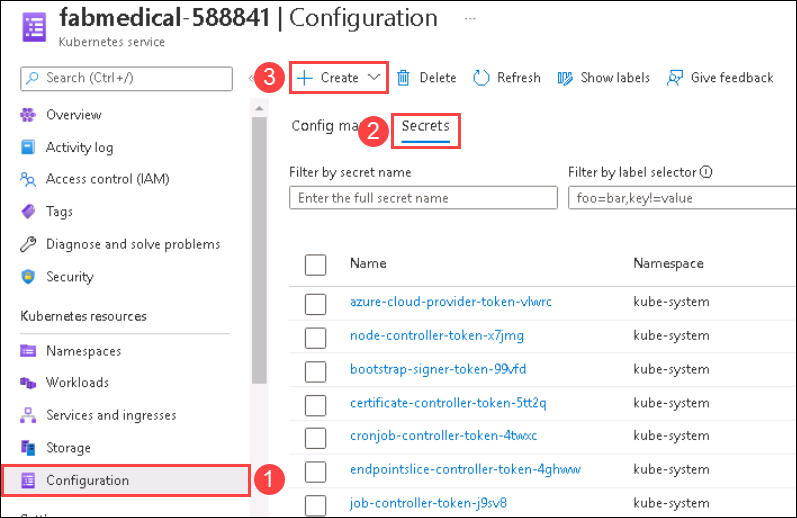 fabmedical-588841 | Configuration ...
Kubernetes service
Search (Ctrl+/)
«
3
Create
Delete
Refresh
Show labels
Give feedback
Overview
Activity log
Access control (IAM)
Tags
Diagnose and solve problems
Security
Kubernetes resources
Namespaces
Workloads
Services and ingresses
Storage
Configuration
1
Config ma
2
Secrets
Filter by secret name
Filter by label selector
Enter the full secret name
foo=bar,key!=value
Name Namespace
azure-cloud-provider-token-vlwrc kube-system
node-controller-token-x7jmg kube-system
bootstrap-signer-token-99vfd kube-system
certificate-controller-token-5tt2q kube-system
cronjob-controller-token-4twxc kube-system
endpointslice-controller-token-4ghww kube-system
job-controller-token-j9sv8 kube-system